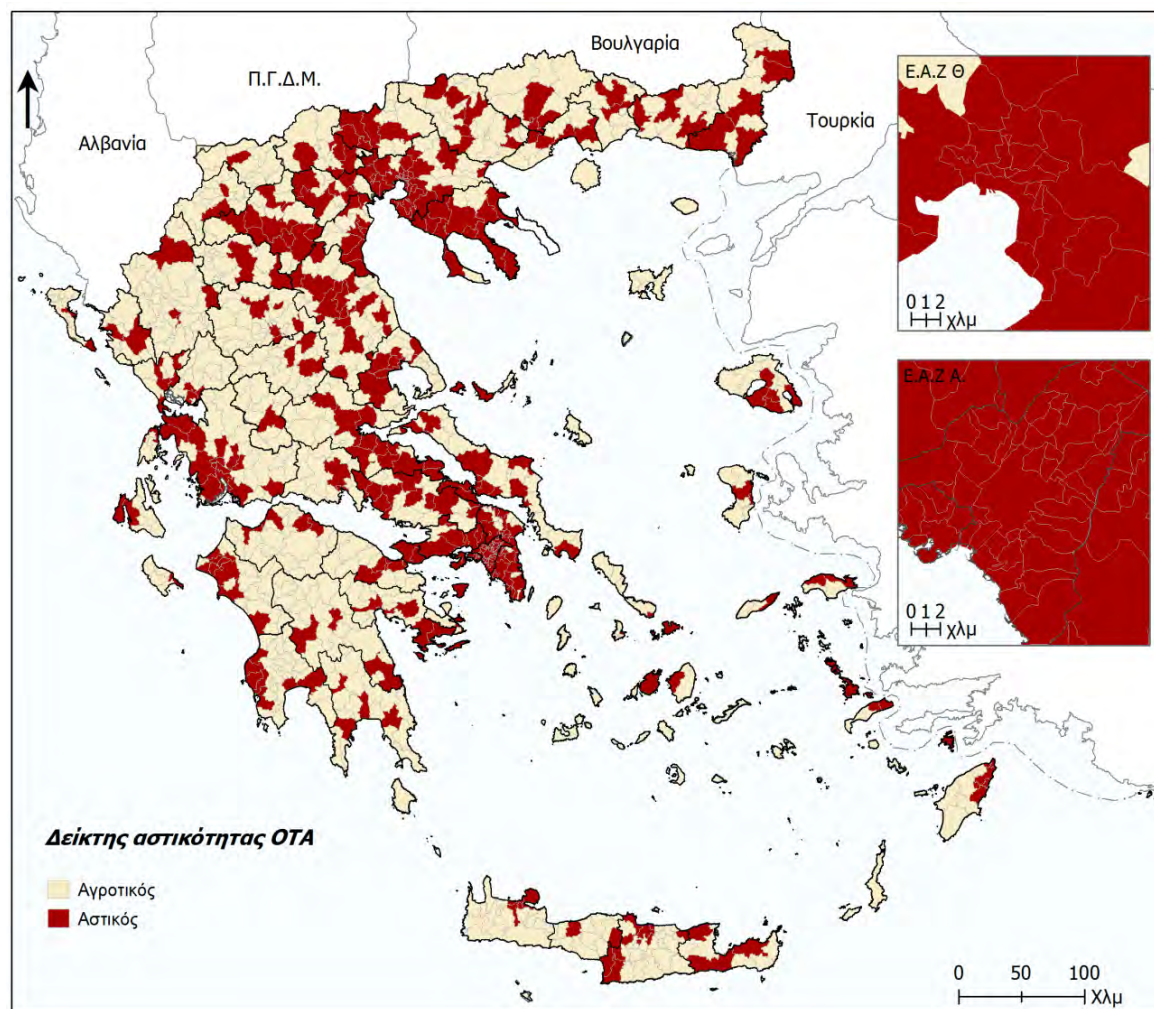 Βουλγαρία
Π.Γ.Δ.Μ.
Αλβανία
Τουρκία
Ε.Α.Ζ Θ
0 1 2
χλμ
Ε.Α.Ζ Α.
0 1 2
χλμ
Δείκτης αστικότητας ΟΤΑ
Αγροτικός
Αστικός
0 50 100
Χλμ